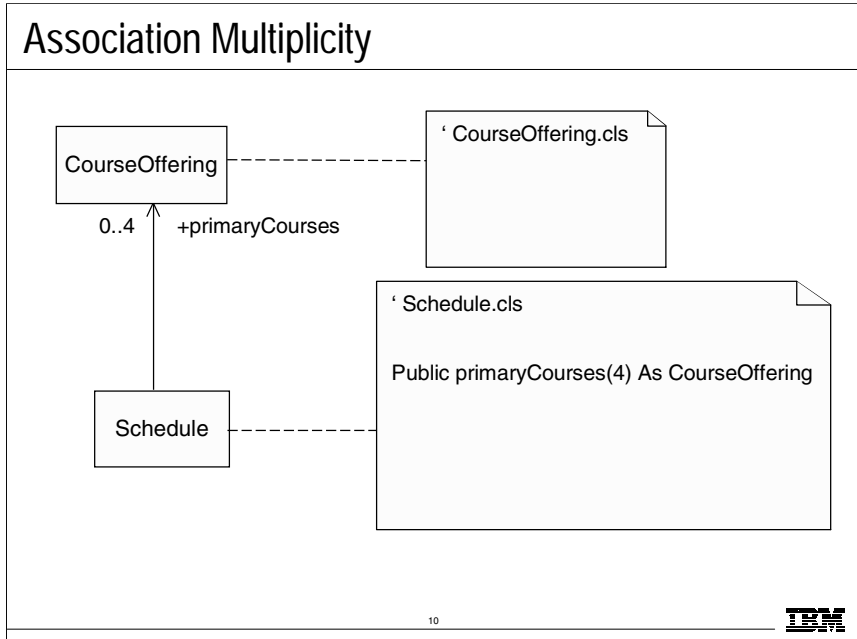 Association Multiplicity
CourseOffering
‘ CourseOffering.cls
0..4
+primaryCourses
‘ Schedule.cls
Public primaryCourses(4) As CourseOffering
Schedule
10
IBM